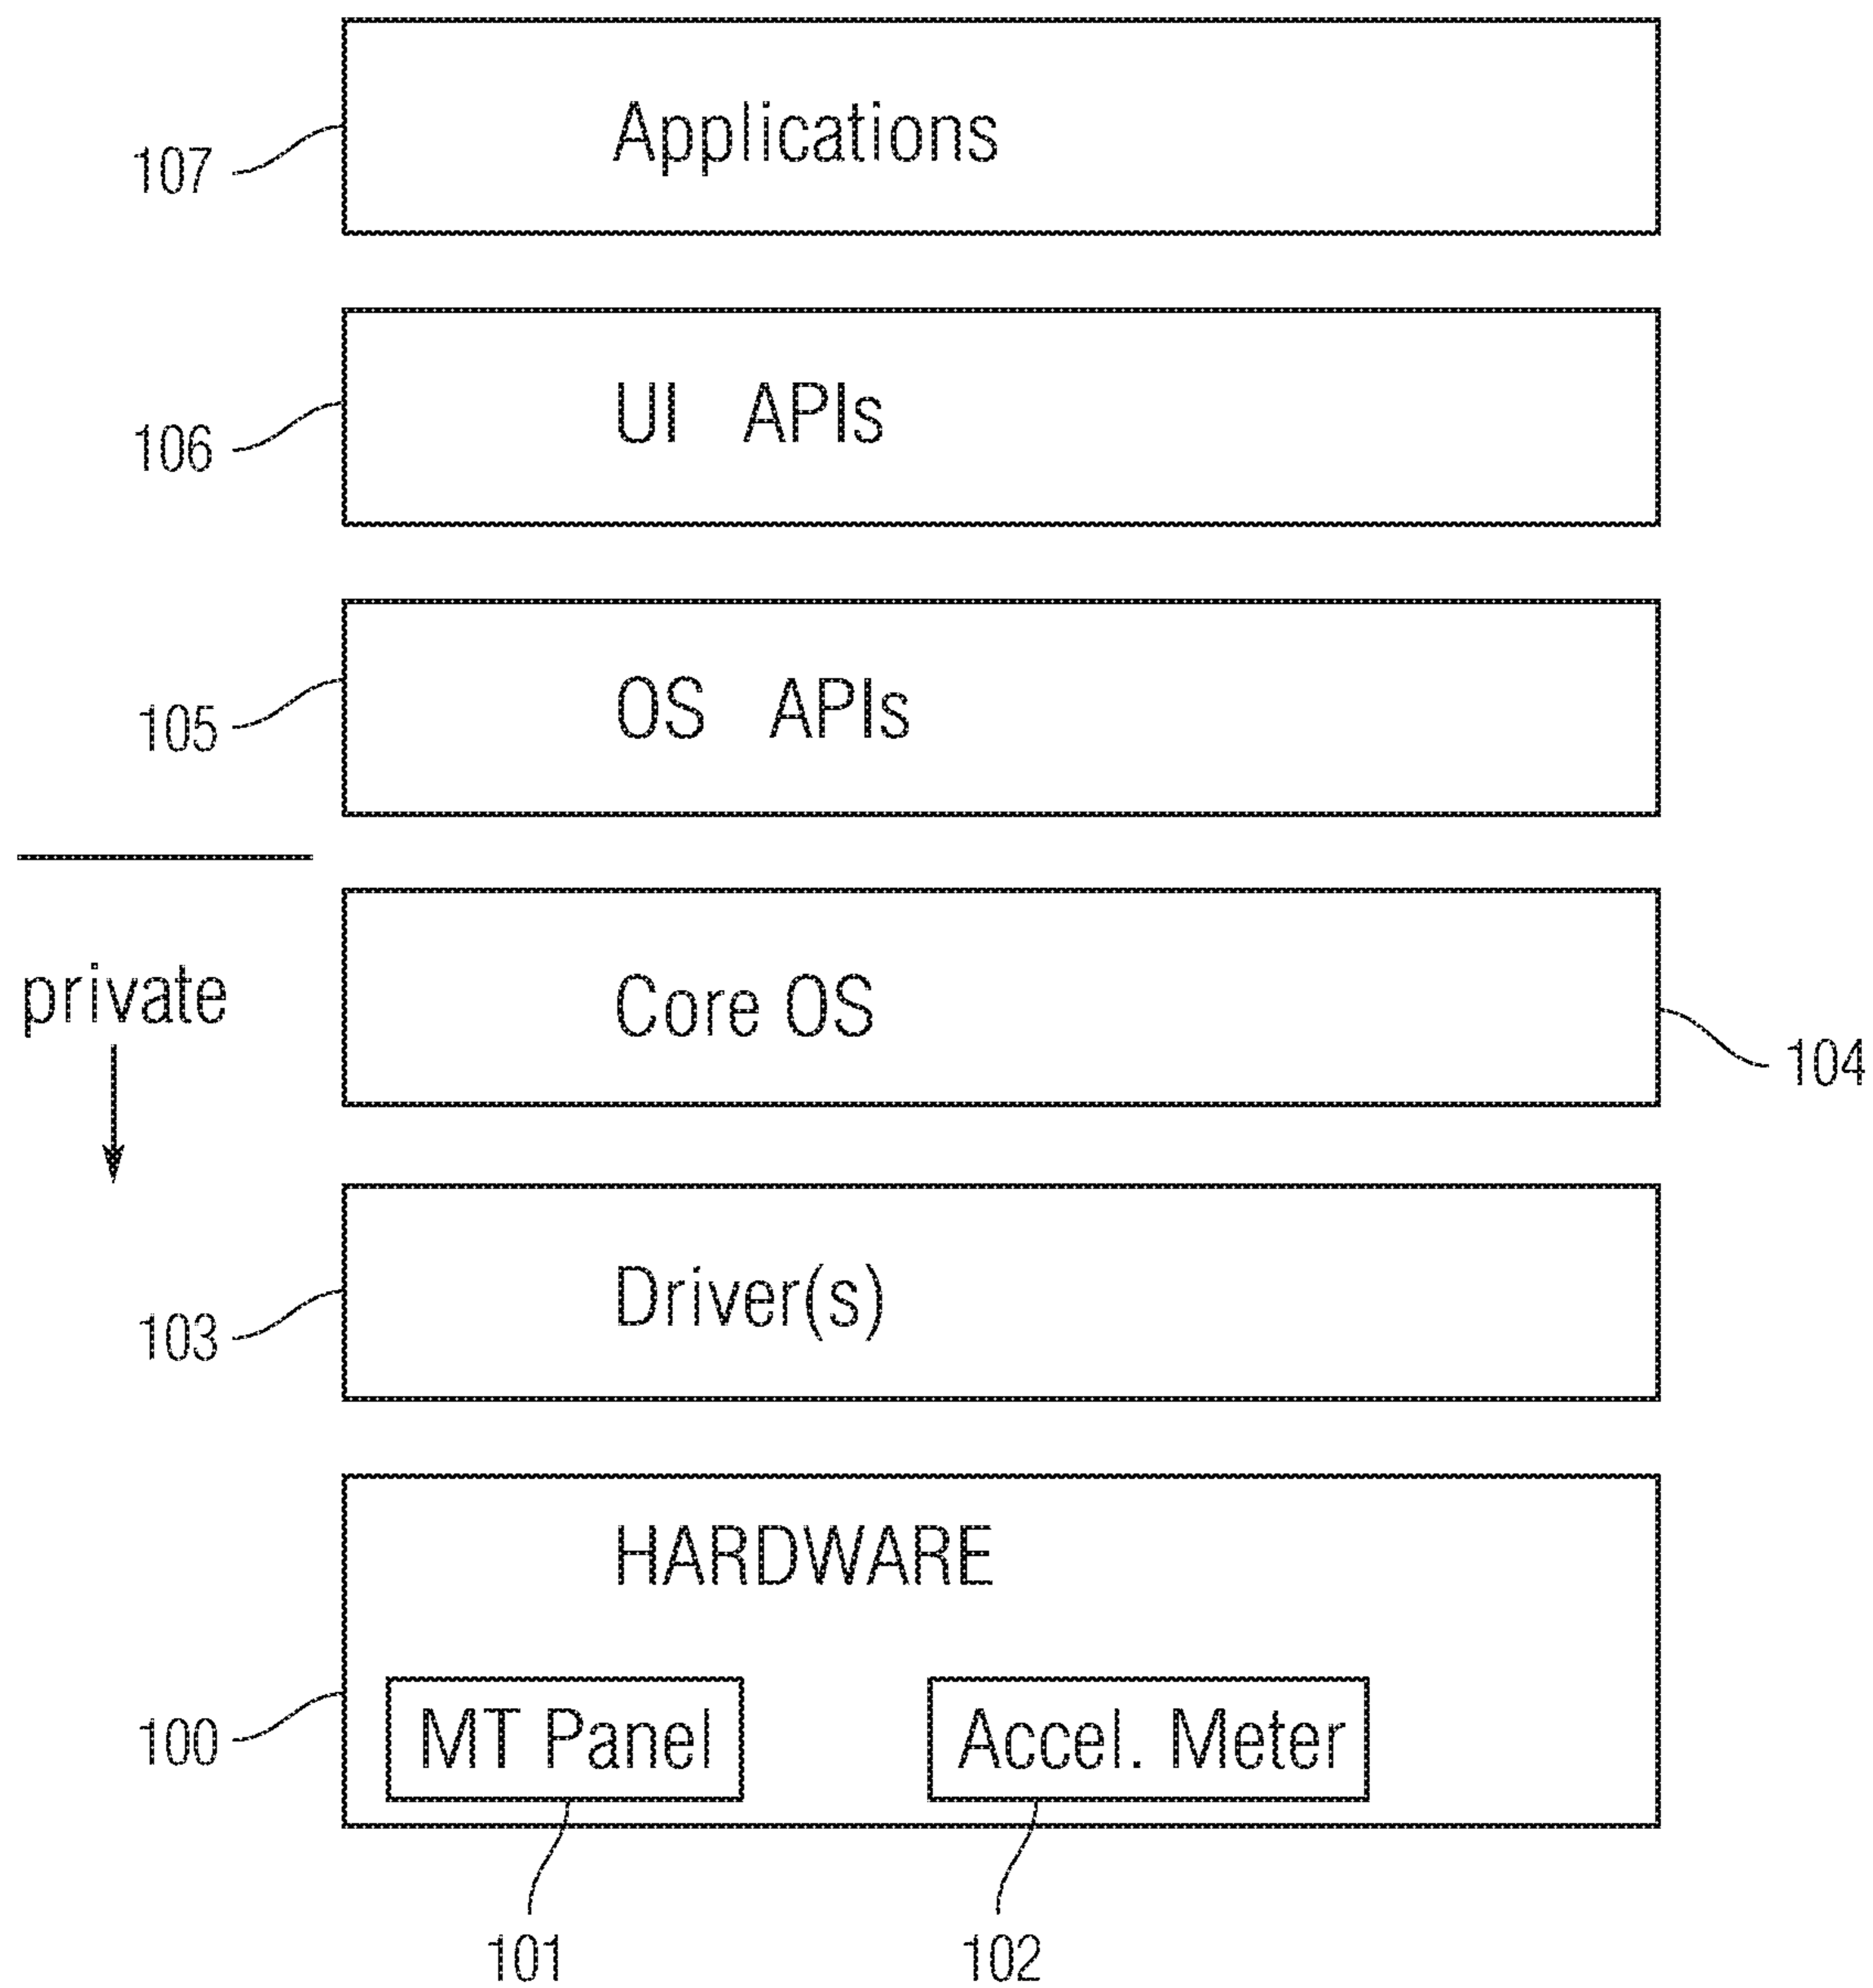 Applications
107
UI APIs
106
OS APIs
105
private
Core OS
104
Driver(s)
103
HARDWARE
100
MT Panel
Accel. Meter
101
102